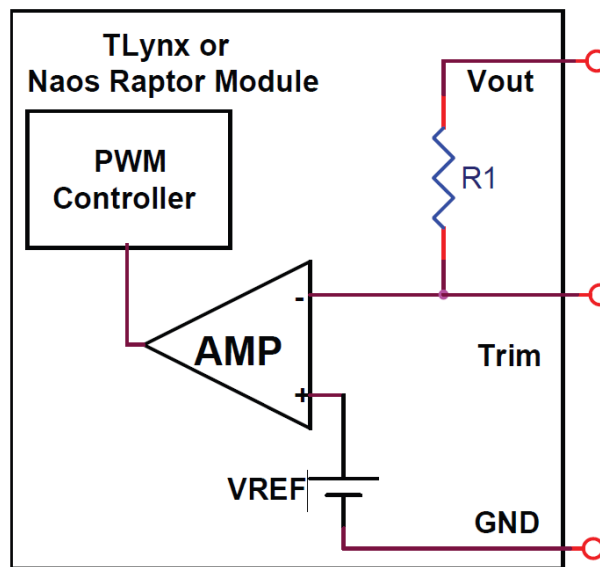 TLynx or
Naos Raptor Module
Vout
PWM
Controller
R1
-
AMP
Trim
+
VREF
GND